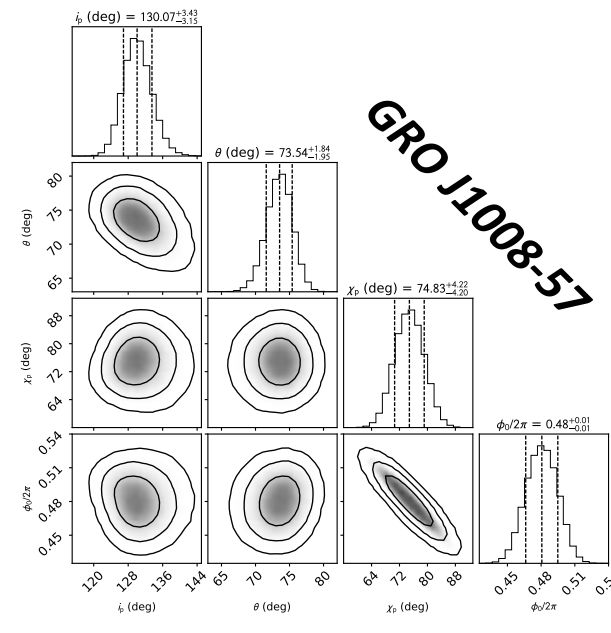 i_p (deg) = 130.07^{+3.43}_{-3.15}
GRO J1008-57
θ (deg) = 73.54^{+1.84}_{-1.95}
χ_p (deg) = 74.83^{+4.22}_{-4.20}
ϕ_0/2π = 0.48^{+0.01}_{-0.01}
θ (deg)
80
75
70
65
χ_p (deg)
88
80
72
64
ϕ_0/2π
0.54
0.51
0.48
0.45
120 128 136 144 65 70 75 80 64 72 80 88 0.45 0.48 0.51
i_p (deg) θ (deg) χ_p (deg) ϕ_0/2π